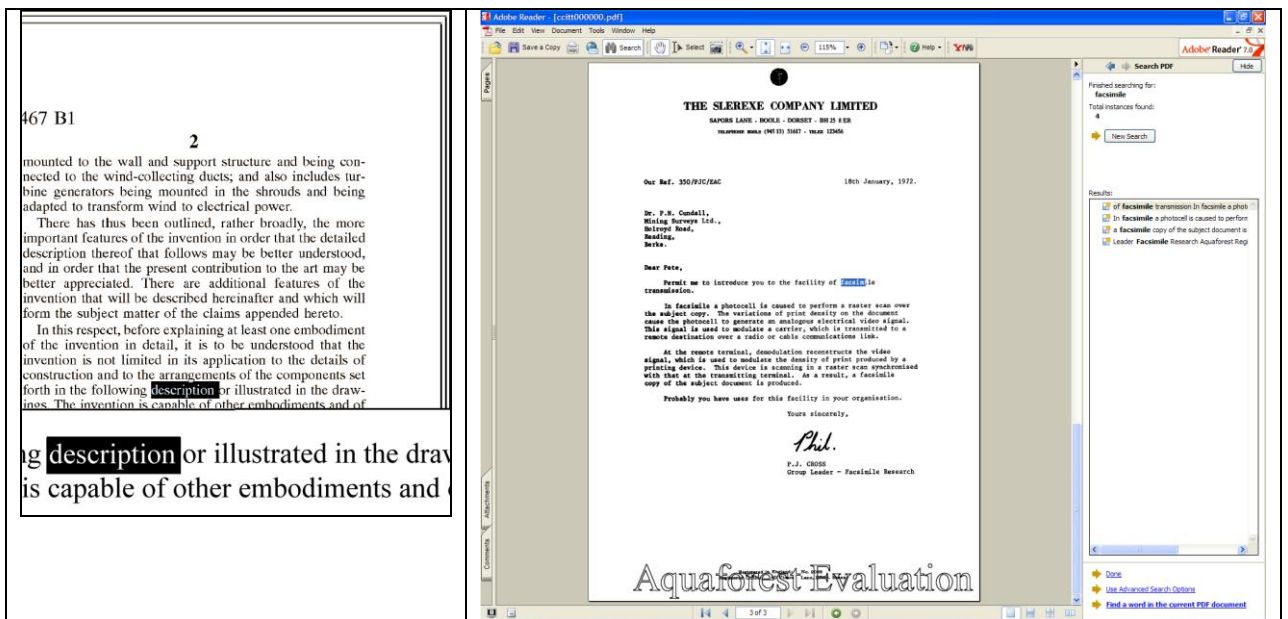 467 B1
2
mounted to the wall and support structure and being con-
nected to the wind-collecting ducts; and also includes tur-
bine generators being mounted in the shrouds and being
adapted to transform wind to electrical power.
There has thus been outlined, rather broadly, the more
important features of the invention in order that the detailed
description thereof that follows may be better understood,
and in order that the present contribution to the art may be
better appreciated. There are additional features of the
invention that will be described hereinafter and which will
form the subject matter of the claims appended hereto.
In this respect, before explaining at least one embodiment
of the invention in detail, it is to be understood that the
invention is not limited in its application to the details of
construction and to the arrangements of the components set
forth in the following description or illustrated in the draw-
ings. The invention is capable of other embodiments and of
ng description or illustrated in the draw
is capable of other embodiments and
Adobe Reader - [ccitt000000.pdf]
File Edit View Document Tools Window Help
Save a Copy Search Select 115% Help Y!
Adobe Reader 7.0
Pages
Attachments
Comments
THE SLEREXE COMPANY LIMITED
SAPORS LANE - BOOLE - DORSET - BH 25 8 ER
TELEPHONE BOOLE (945 13) 51617 - TELEX 123456
Our Ref. 350/PJC/EAC 18th January, 1972.
Dr. P.N. Cundall,
Mining Surveys Ltd.,
Holroyd Road,
Reading,
Berks.
Dear Pete,
Permit me to introduce you to the facility of facsimile
transmission.
In facsimile a photocell is caused to perform a raster scan over
the subject copy. The variations of print density on the document
cause the photocell to generate an analogous electrical video signal.
This signal is used to modulate a carrier, which is transmitted to a
remote destination over a radio or cable communications link.
At the remote terminal, demodulation reconstructs the video
signal, which is used to modulate the density of print produced by a
printing device. This device is scanning in a raster scan synchronised
with that at the transmitting terminal. As a result, a facsimile
copy of the subject document is produced.
Probably you have uses for this facility in your organisation.
Yours sincerely,
Phil.
P.J. CROSS
Group Leader - Facsimile Research
Aquaforest Evaluation
3 of 3
Search PDF Hide
Finished searching for:
facsimile
Total instances found:
4
New Search
Results:
of facsimile transmission In facsimile a phot
In facsimile a photocell is caused to perform
a facsimile copy of the subject document is
Leader Facsimile Research Aquaforest Regi
Done
Use Advanced Search Options
Find a word in the current PDF document